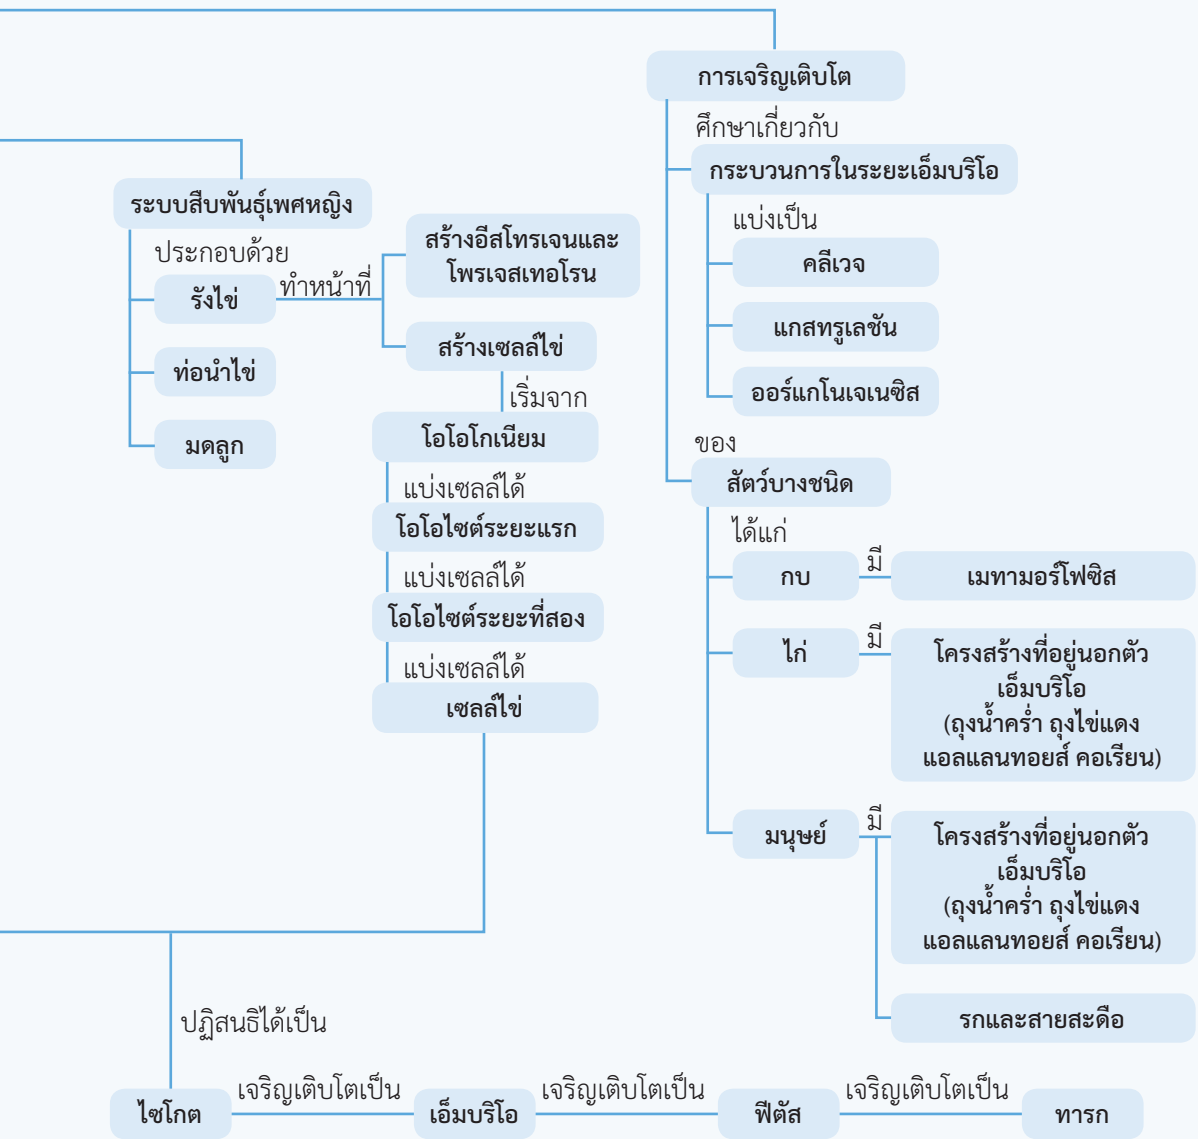 การเจริญเติบโต
ศึกษาเกี่ยวกับ
กระบวนการในระยะเอ็มบริโอ
แบ่งเป็น
คลีเวจ
แกสทรูเลชัน
ออร์แกโนเจเนซิส
ของ
สัตว์บางชนิด
ได้แก่
กบ
มี
เมทามอร์โฟซิส
ไก่
มี
โครงสร้างที่อยู่นอกตัว
เอ็มบริโอ
(ถุงน้ำคร่ำ ถุงไข่แดง
แอลแลนทอยส์ คอเรียน)
มนุษย์
มี
โครงสร้างที่อยู่นอกตัว
เอ็มบริโอ
(ถุงน้ำคร่ำ ถุงไข่แดง
แอลแลนทอยส์ คอเรียน)
รกและสายสะดือ
ระบบสืบพันธุ์เพศหญิง
ประกอบด้วย
รังไข่
ทำหน้าที่
สร้างอีสโทรเจนและ
โพรเจสเทอโรน
สร้างเซลล์ไข่
ท่อนำไข่
มดลูก
เริ่มจาก
โอโอโกเนียม
แบ่งเซลล์ได้
โอโอไซต์ระยะแรก
แบ่งเซลล์ได้
โอโอไซต์ระยะที่สอง
แบ่งเซลล์ได้
เซลล์ไข่
ปฏิสนธิได้เป็น
ไซโกต
เจริญเติบโตเป็น
เอ็มบริโอ
เจริญเติบโตเป็น
ฟีตัส
เจริญเติบโตเป็น
ทารก